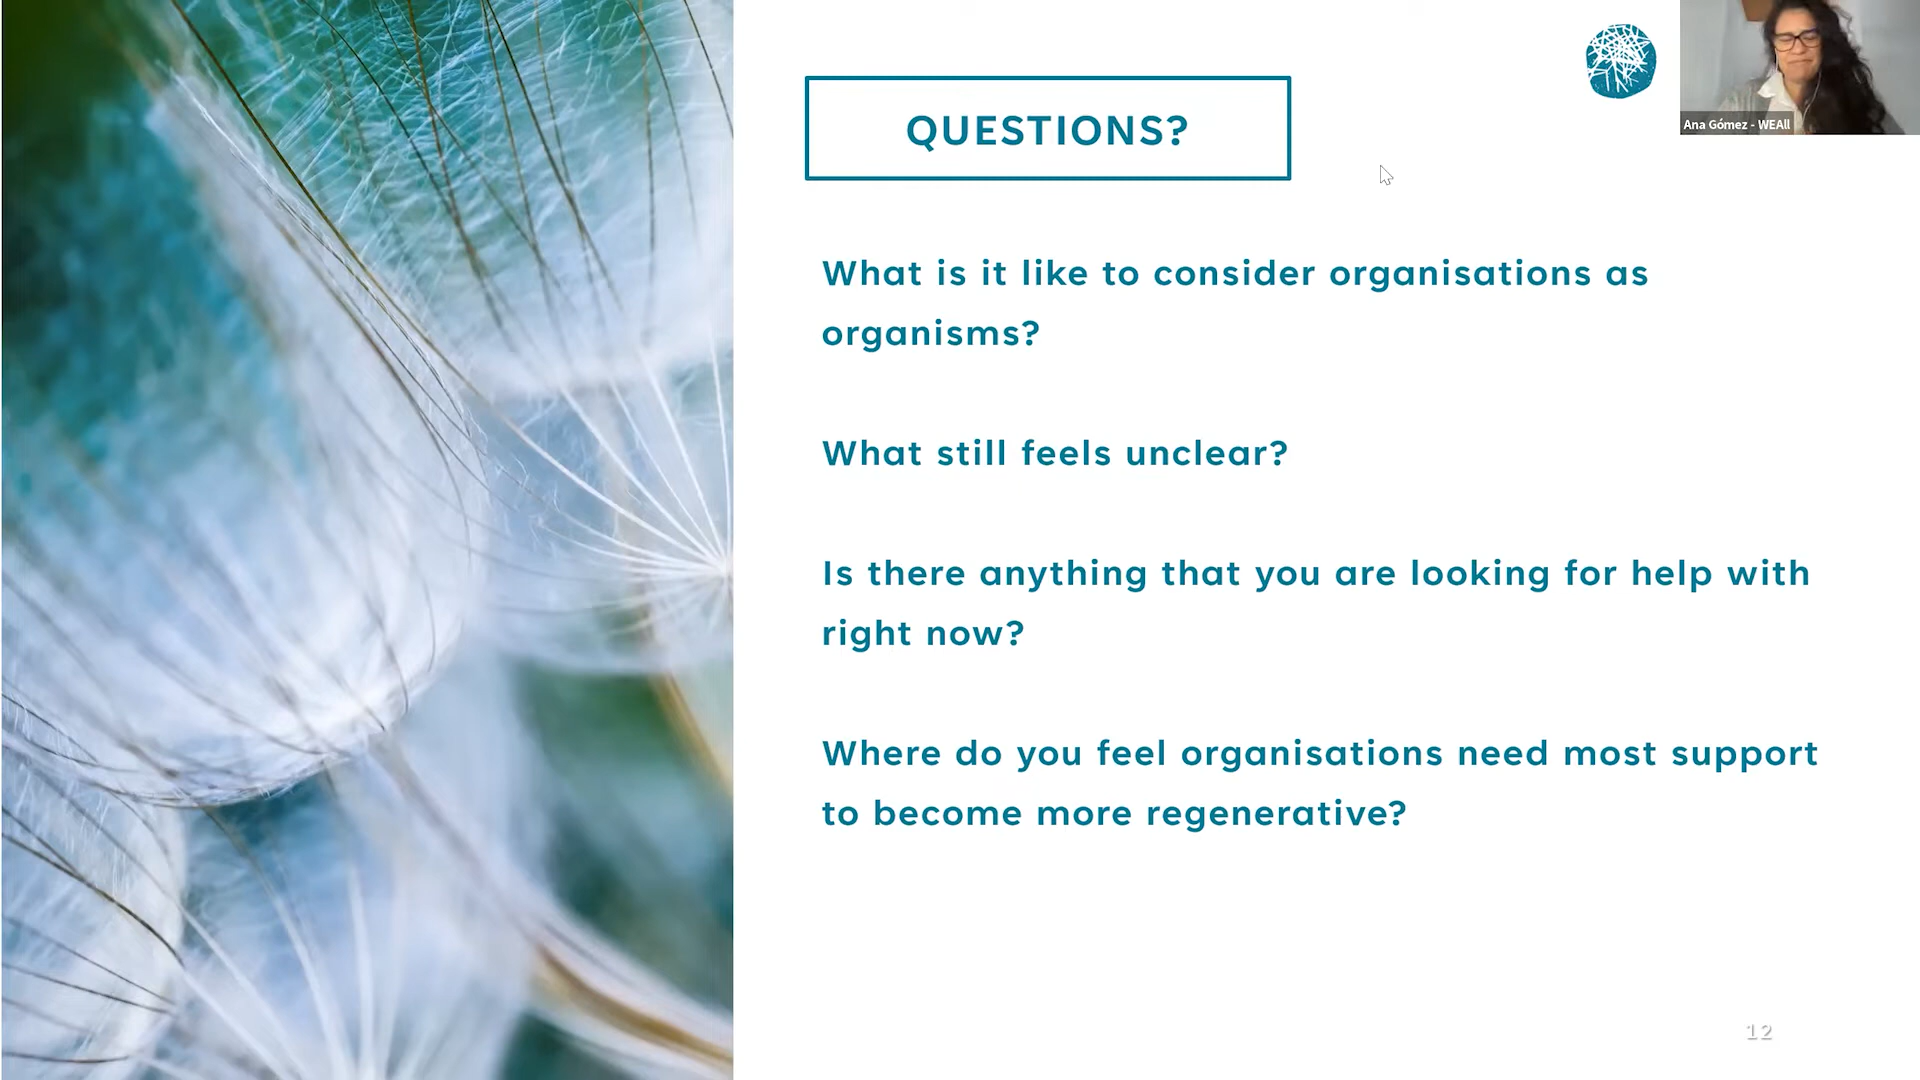 QUESTIONS?
Ana Gómez - WEAll
What is it like to consider organisations as
organisms?
What still feels unclear?
Is there anything that you are looking for help with
right now?
Where do you feel organisations need most support
to become more regenerative?
12